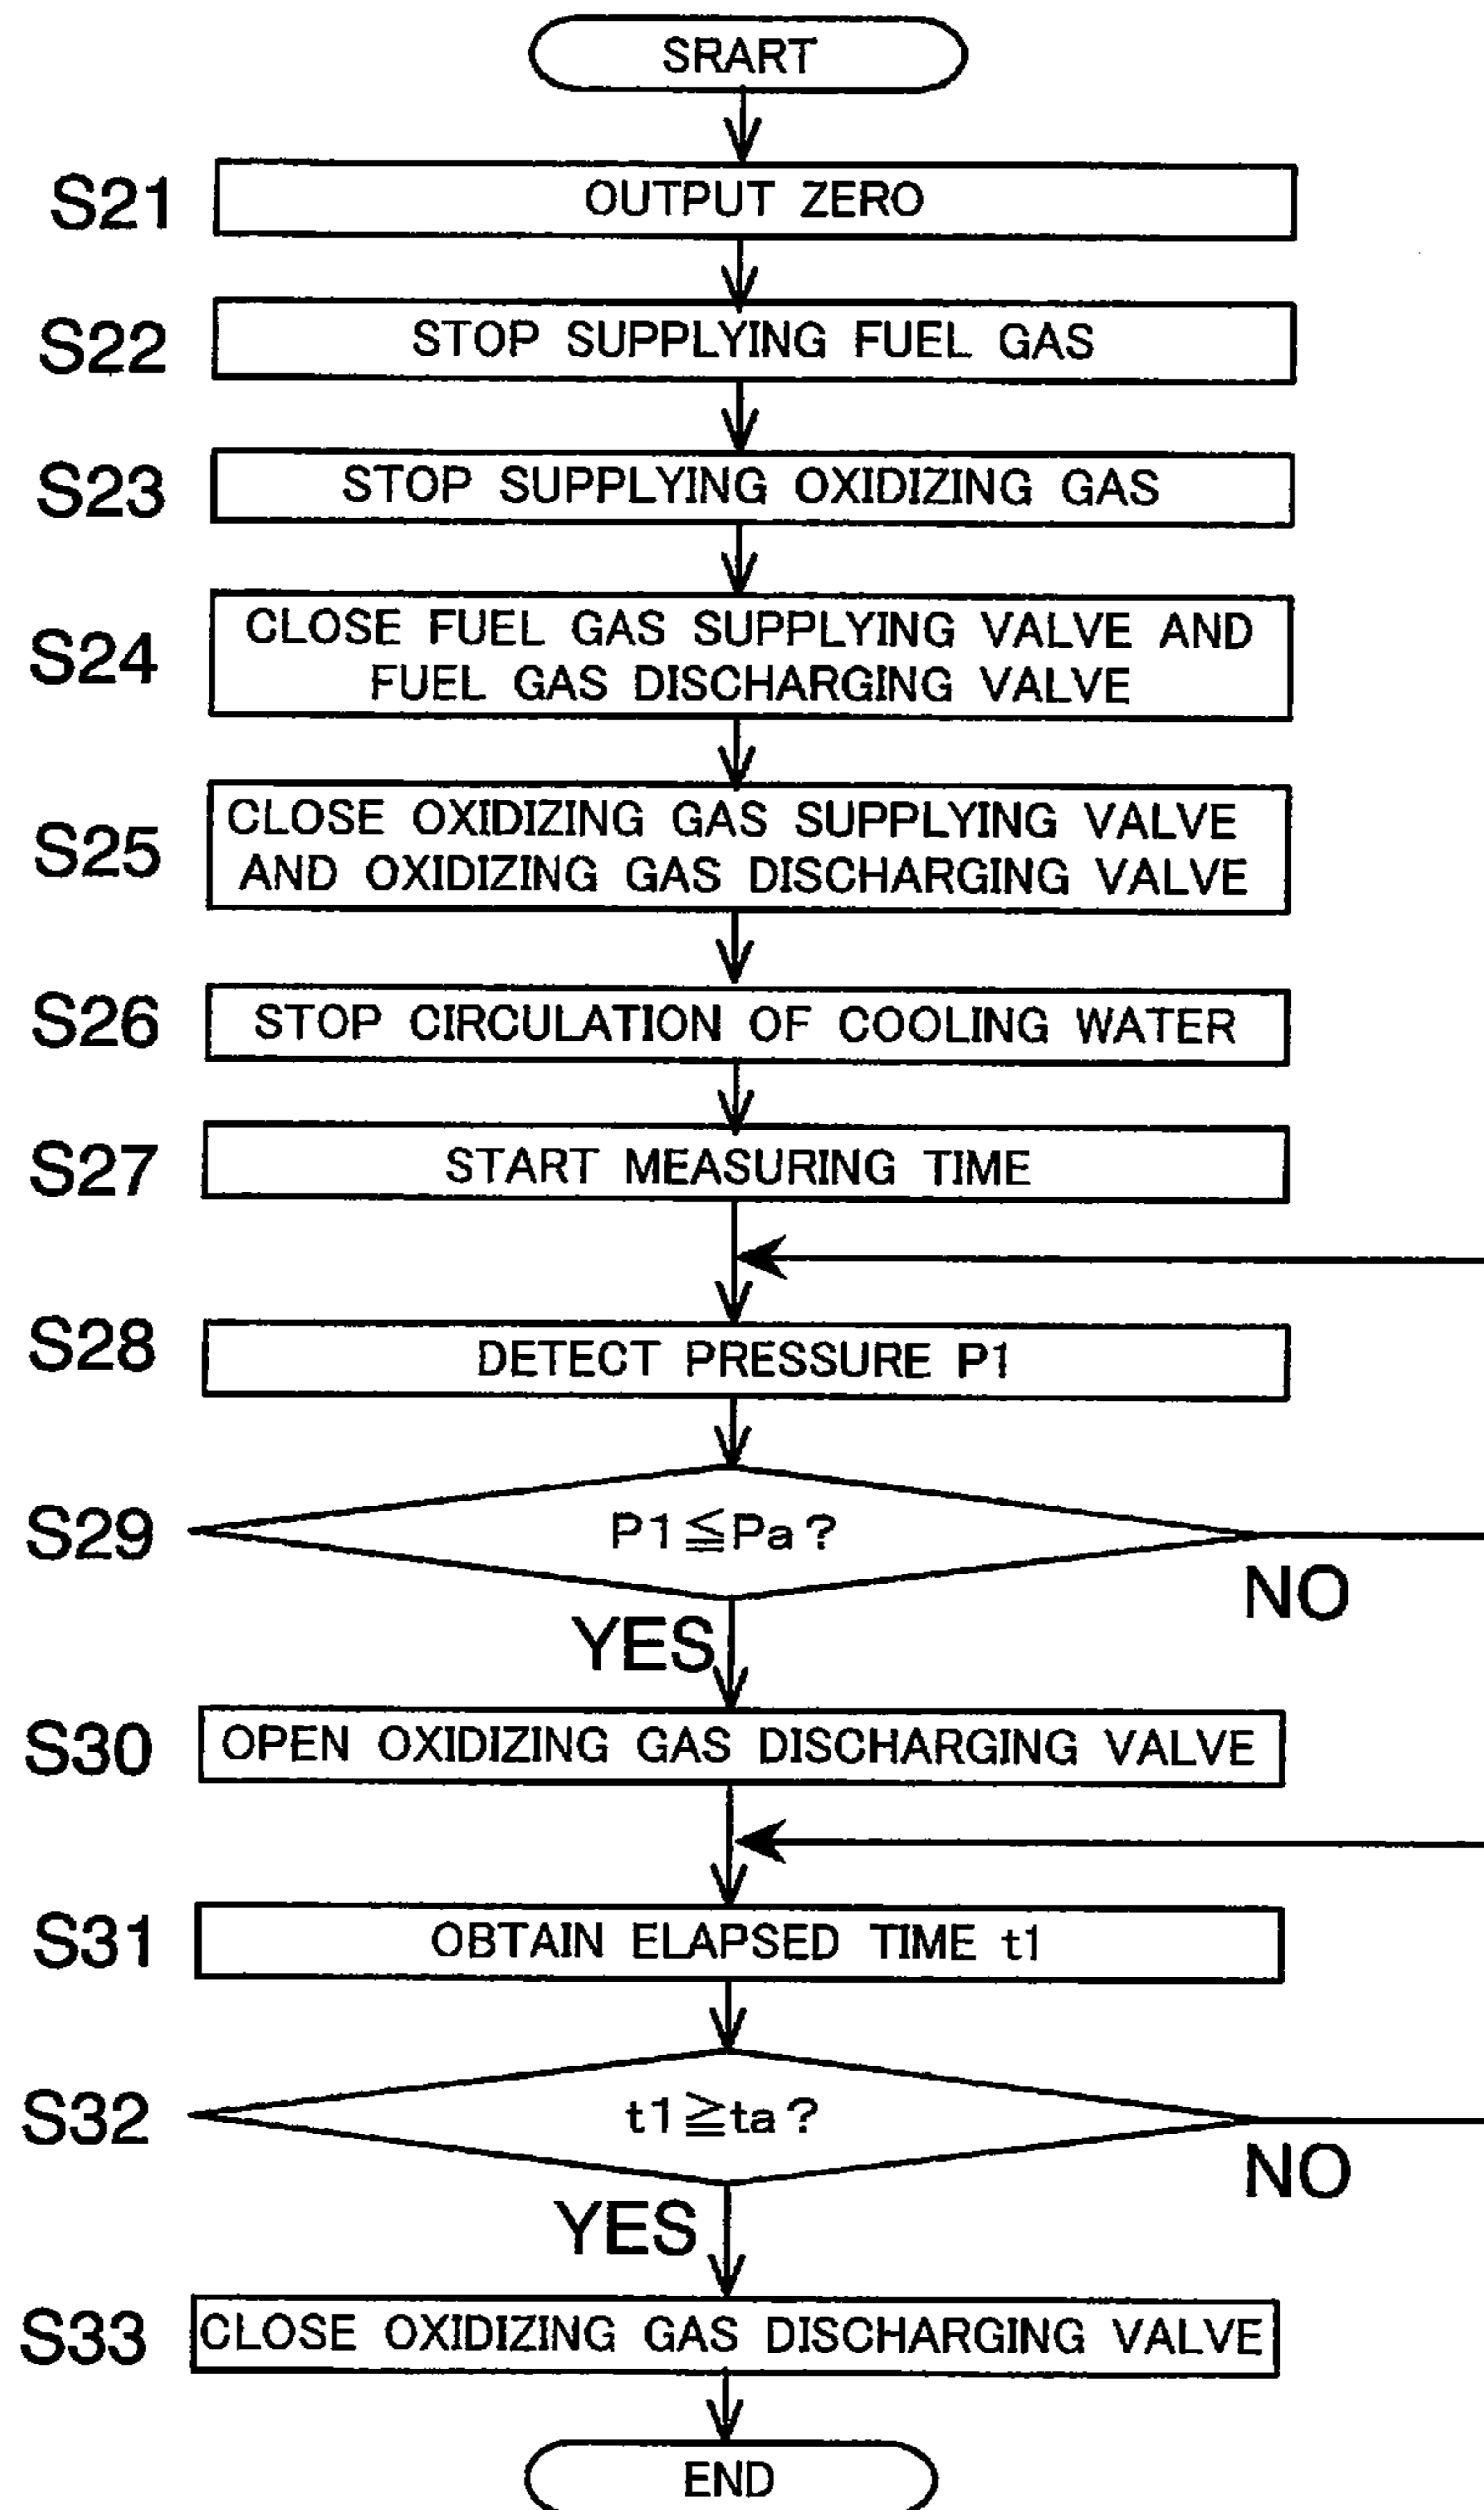 SRART
S21
OUTPUT ZERO
S22
STOP SUPPLYING FUEL GAS
S23
STOP SUPPLYING OXIDIZING GAS
S24
CLOSE FUEL GAS SUPPLYING VALVE AND
FUEL GAS DISCHARGING VALVE
S25
CLOSE OXIDIZING GAS SUPPLYING VALVE
AND OXIDIZING GAS DISCHARGING VALVE
S26
STOP CIRCULATION OF COOLING WATER
S27
START MEASURING TIME
S28
DETECT PRESSURE P1
S29
P1≦Pa?
NO
YES
S30
OPEN OXIDIZING GAS DISCHARGING VALVE
S31
OBTAIN ELAPSED TIME t1
S32
t1≧ta?
NO
YES
S33
CLOSE OXIDIZING GAS DISCHARGING VALVE
END